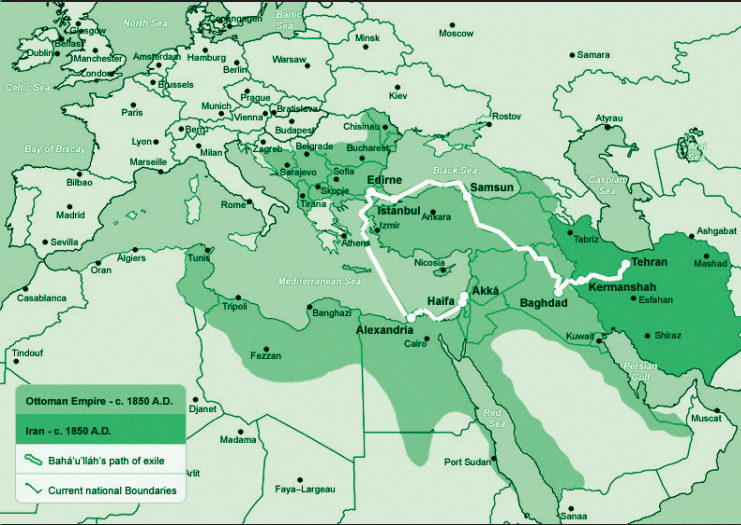 North Sea
Copenhagen
Baltic
Sea
Glasgow
Belfast
Dublin
Manchester
London
Celtic Sea
Amsterdam
Hamburg
Berlin
Brussels
Warsaw
Minsk
Moscow
Samara
Paris
Munich
Prague
Vienna
Bratislava
Budapest
Kiev
Rostov
Atyrau
Bay of Biscay
Lyon
Bern
Milan
Marseille
Zagreb
Belgrade
Chisinau
Bucharest
Sarajevo
Sofia
Skopje
Tirana
Black Sea
Caspian
Sea
Sea
Bilbao
Madrid
Sevilla
Rome
Edirne
Istanbul
Samsun
Ankara
Izmir
Athens
Tabriz
Ashgabat
Tehran
Mashad
Kermanshah
Esfahan
Shiraz
Baghdad
Nicosia
Haifa
Akká
Alexandria
Cairo
Kuwait
Persian
Gulf
Muscat
Mediterranean Sea
Oran
Algiers
Tunis
Tripoli
Banghazi
Casablanca
Tindouf
Fezzan
Djanet
Madama
Arlit
Faya–Largeau
Red
Sea
Port Sudan
Sanaa
Ottoman Empire - c. 1850 A.D.
Iran - c. 1850 A.D.
Bahá'u'lláh's path of exile
Current national Boundaries